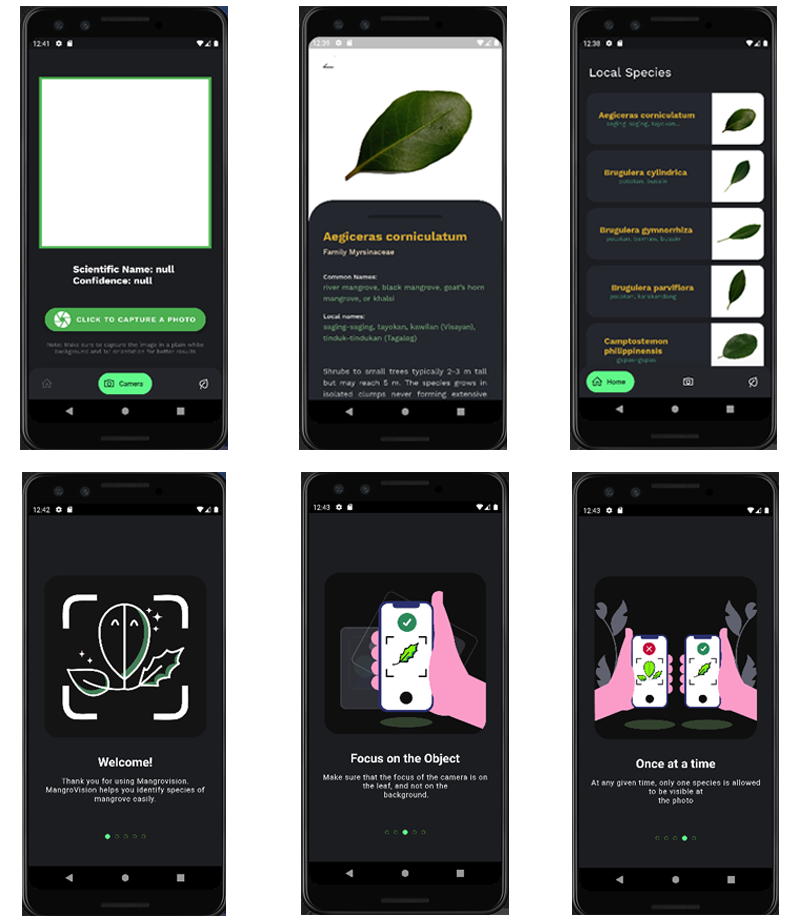 12:41
Scientific Name: null
Confidence: null
CLICK TO CAPTURE A PHOTO
Note: Make sure to capture the image in a plain white
background and for better results
Camera
12:39
Aegiceras corniculatum
Family Myrsinaceae
Common Names:
river mangrove, black mangrove, goat's horn
mangrove, or khalsi
Local names:
saging-saging, tayokan, kawilan (Visayan),
tinduk-tindukan (Tagalog)
Shrubs to small trees typically 2-3 m tall
but may reach 5 m. The species grows in
isolated clumps never forming extensive
12:38
Local Species
Aegiceras corniculatum
saging-saging, tayokan...
Bruguiera cylindrica
pototan, busain
Bruguiera gymnorrhiza
pototan, busain
Bruguiera parviflora
pototan,
Camptostemon
philippinensis
gapas-gapas
Home
12:42
Welcome!
Thank you for using Mangrovision.
MangroVision helps you identify species of
mangrove easily.
12:43
Focus on the Object
Make sure that the focus of the camera is on
the leaf, and not on the
background.
12:43
Once at a time
At any given time, only one species is allowed
to be visible at
the photo